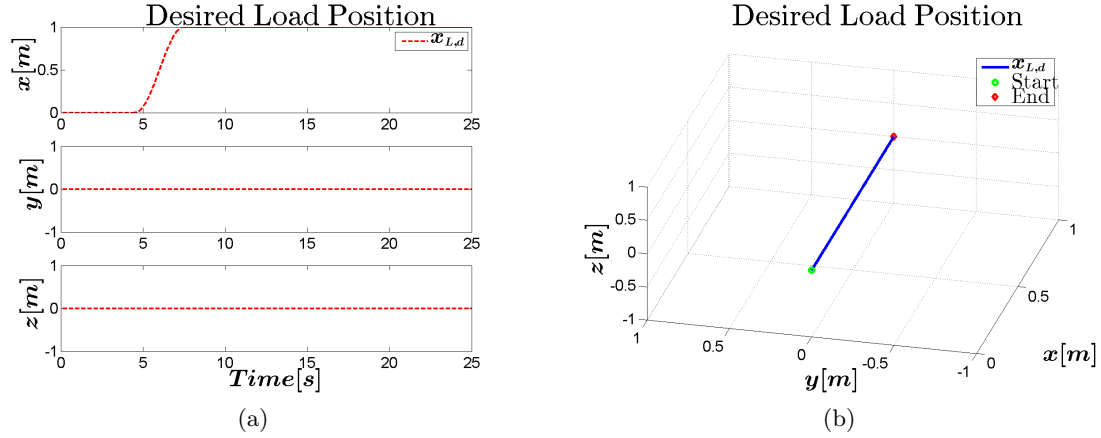 Desired Load Position
x[m]
1
0.5
0
x_{L,d}
0 5 10 15 20 25
y[m]
1
0
-1
0 5 10 15 20 25
z[m]
1
0
-1
0 5 10 15 20 25
Time[s]
(a)
Desired Load Position
x_{L,d}
Start
End
z[m]
1
0.5
0
-0.5
-1
1 0.5 0 -0.5 -1
y[m]
0 0.5 1
x[m]
(b)